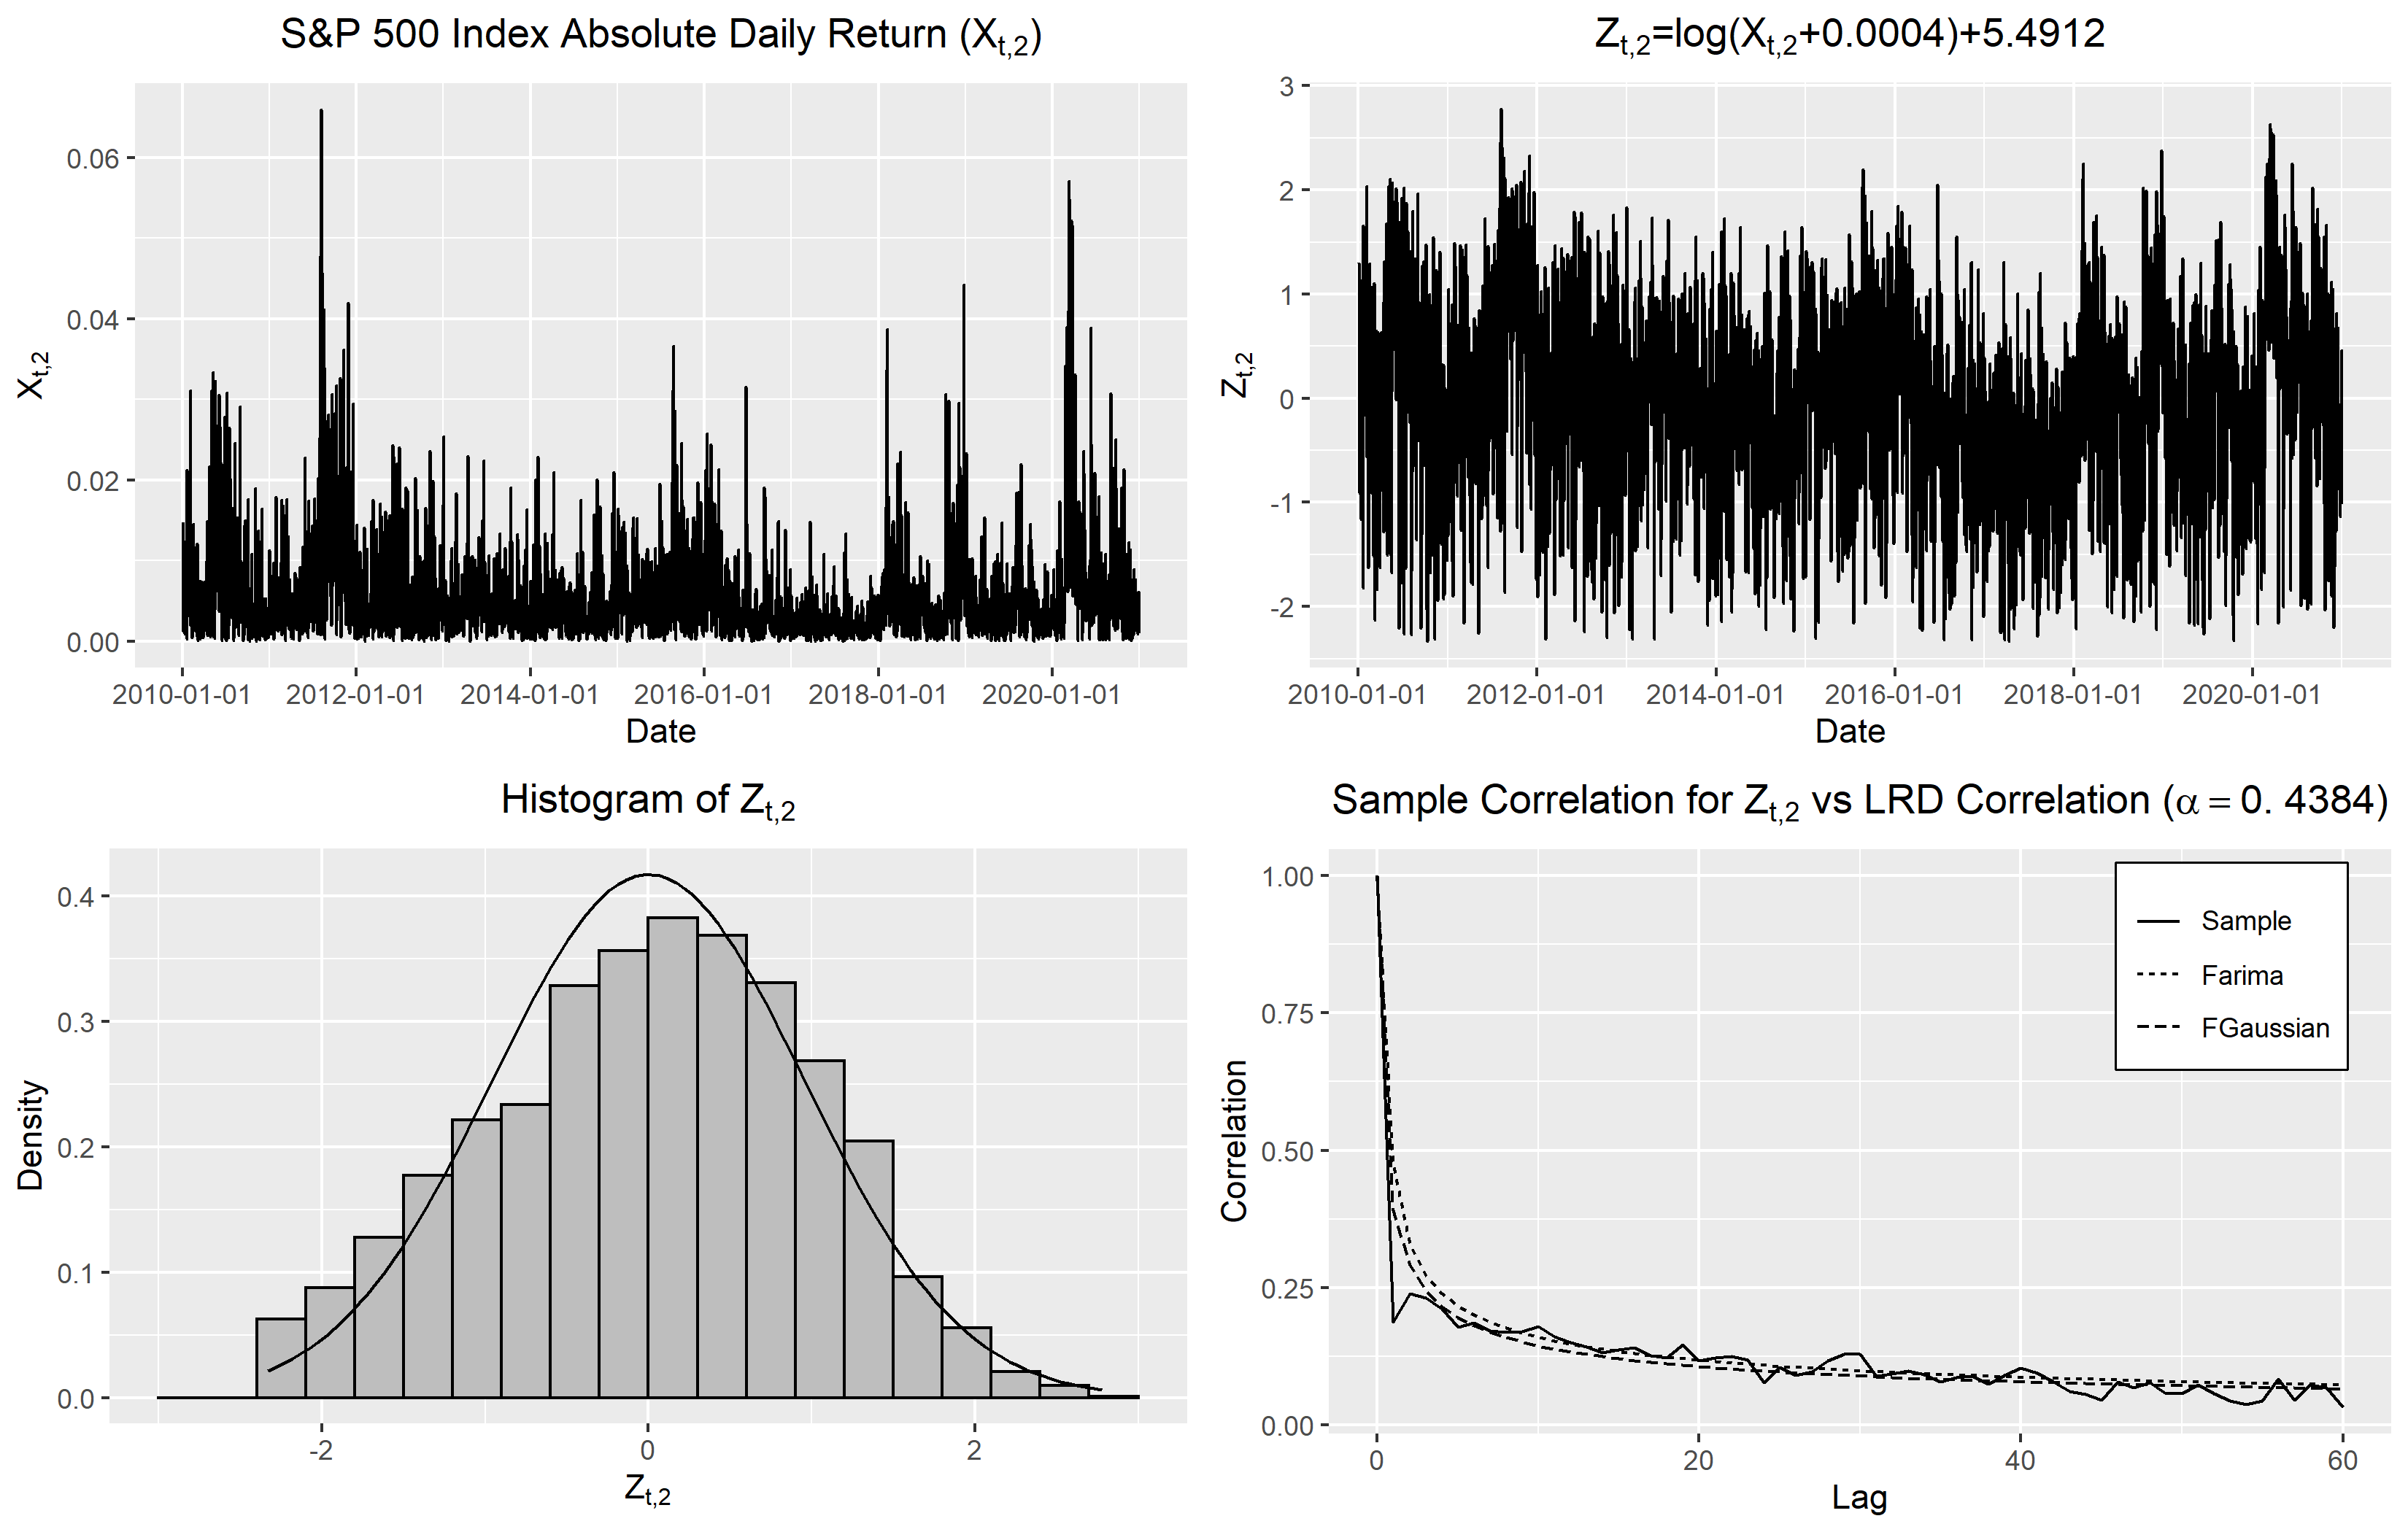 S&P 500 Index Absolute Daily Return (Xt,2)
Xt,2
0.06
0.04
0.02
0.00
2010-01-01 2012-01-01 2014-01-01 2016-01-01 2018-01-01 2020-01-01
Date
Zt,2=log(Xt,2+0.0004)+5.4912
Zt,2
3
2
1
0
-1
-2
2010-01-01 2012-01-01 2014-01-01 2016-01-01 2018-01-01 2020-01-01
Date
Histogram of Zt,2
Density
0.4
0.3
0.2
0.1
0.0
-2 0 2
Zt,2
Sample Correlation for Zt,2 vs LRD Correlation (α = 0. 4384)
Correlation
1.00
0.75
0.50
0.25
0.00
Sample
Farima
FGaussian
0 20 40 60
Lag